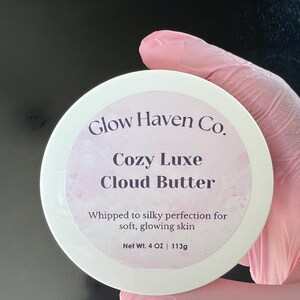 Glow Haven Co.
Cozy Luxe
Cloud Butter
Whipped to silky perfection for
soft, glowing skin
Net Wt. 4 OZ | 113g